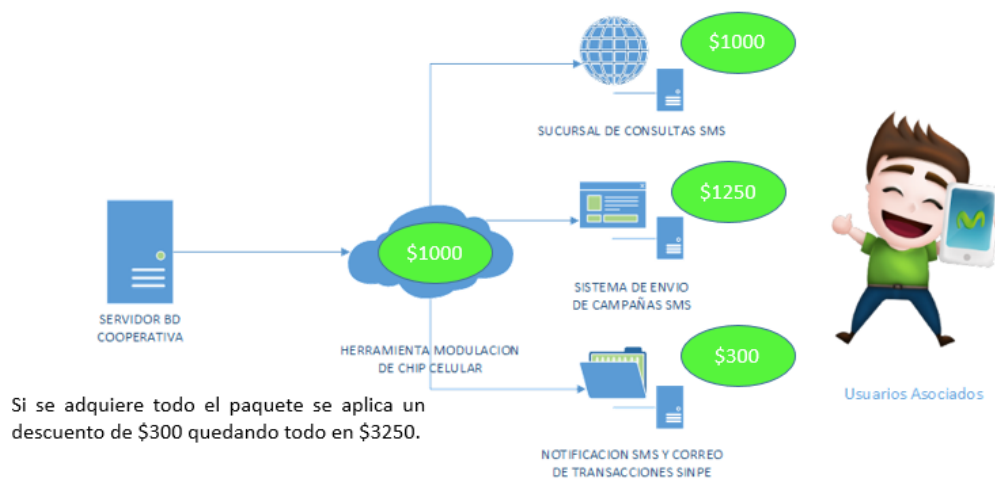 $1000
SUCURSAL DE CONSULTAS SMS
$1250
SISTEMA DE ENVIO
DE CAMPAÑAS SMS
$1000
SERVIDOR BD
COOPERATIVA
HERRAMIENTA MODULACION
DE CHIP CELULAR
$300
NOTIFICACION SMS Y CORREO
DE TRANSACCIONES SINPE
Usuarios Asociados
Si se adquiere todo el paquete se aplica un
descuento de $300 quedando todo en $3250.